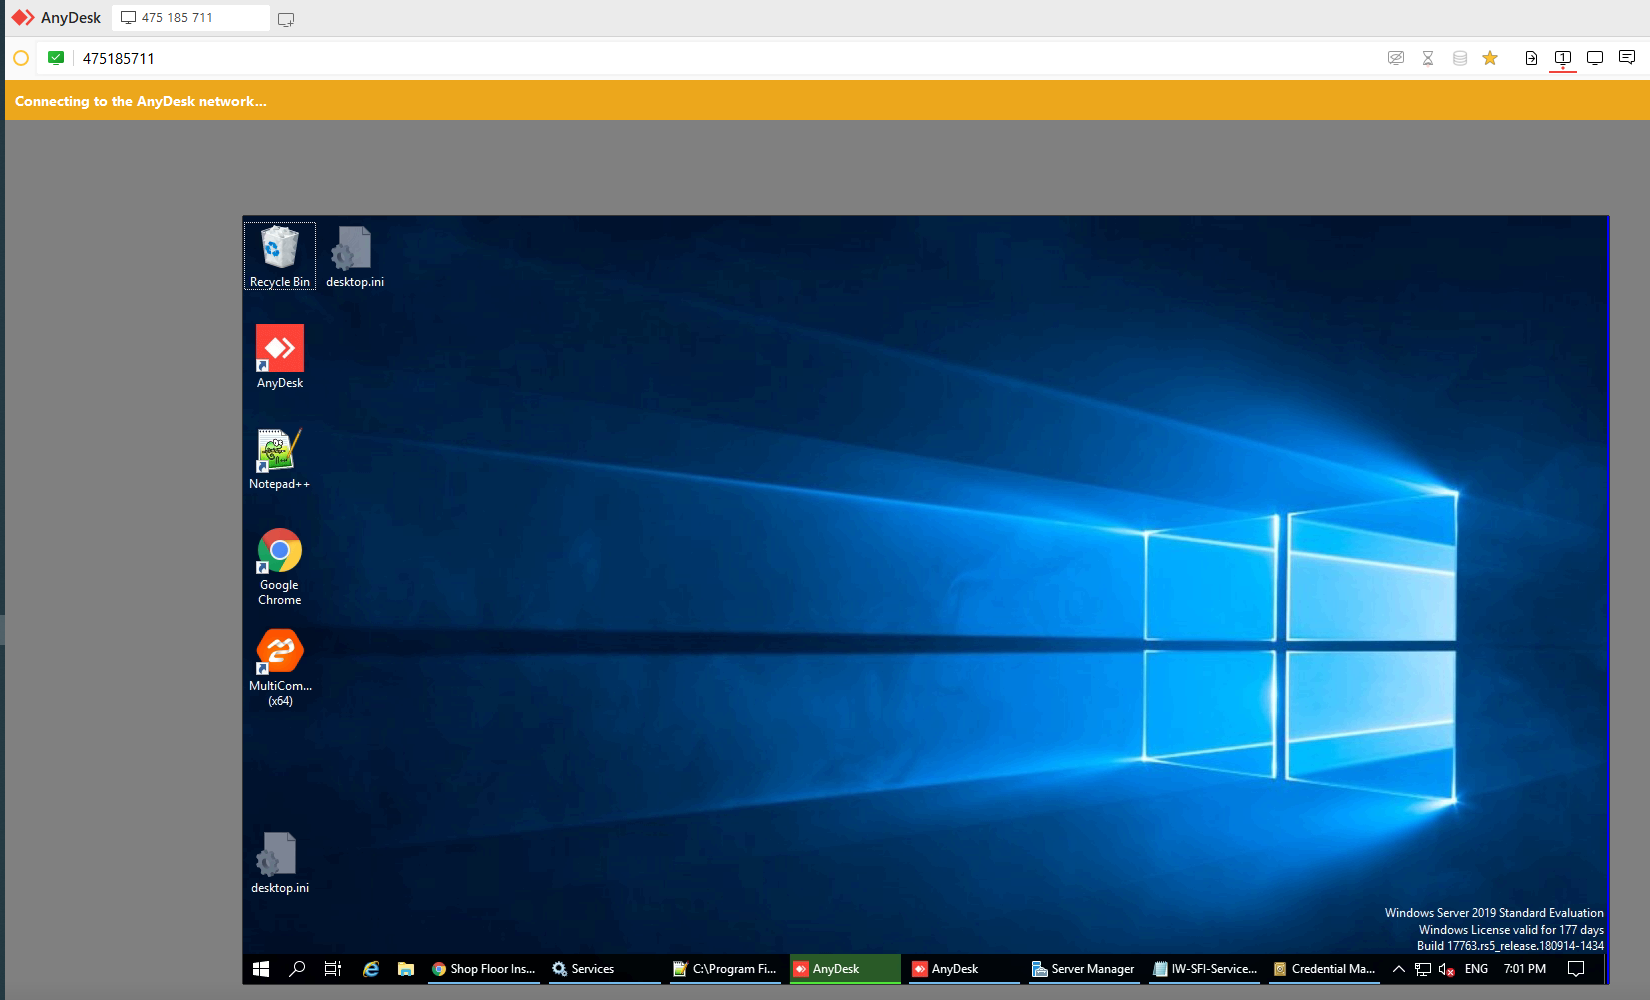 AnyDesk
475 185 711
475185711
1
Connecting to the AnyDesk network...
Recycle Bin
desktop.ini
AnyDesk
Notepad++
Google
Chrome
MultiCom...
(x64)
desktop.ini
Windows Server 2019 Standard Evaluation
Windows License valid for 177 days
Build 17763.rs5_release.180914-1434
Shop Floor Ins...
Services
C:\Program Fi...
AnyDesk
AnyDesk
Server Manager
IW-SFI-Service...
Credential Ma...
ENG
7:01 PM